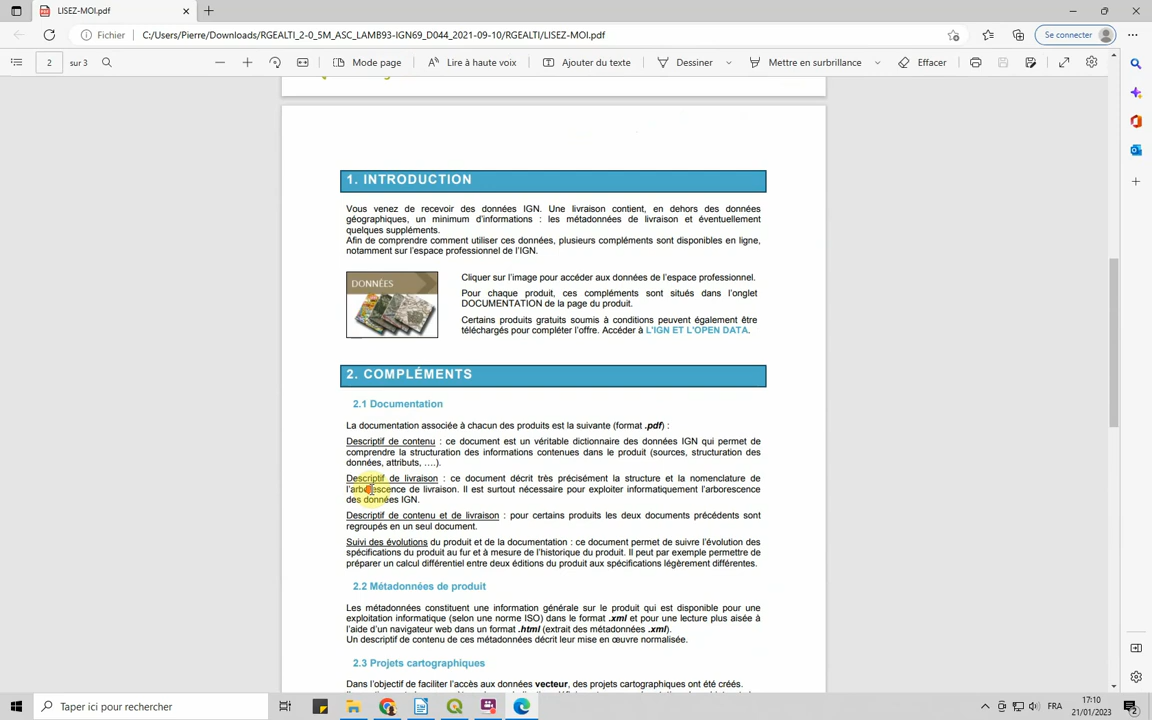 LISEZ-MOI.pdf
Fichier C:/Users/Pierre/Downloads/RGEALTI_2-0_5M_ASC_LAMB93-IGN69_D044_2021-09-10/RGEALTI/LISEZ-MOI.pdf Se connecter
2 sur 3 Mode page Lire à haute voix Ajouter du texte Dessiner Mettre en surbrillance Effacer
1. INTRODUCTION
Vous venez de recevoir des données IGN. Une livraison contient, en dehors des données
géographiques, un minimum d'informations : les métadonnées de livraison et éventuellement
quelques suppléments.
Afin de comprendre comment utiliser ces données, plusieurs compléments sont disponibles en ligne,
notamment sur l'espace professionnel de l'IGN.
DONNÉES
Cliquer sur l'image pour accéder aux données de l'espace professionnel.
Pour chaque produit, ces compléments sont situés dans l'onglet
DOCUMENTATION de la page du produit.
Certains produits gratuits soumis à conditions peuvent également être
téléchargés pour compléter l'offre. Accéder à L'IGN ET L'OPEN DATA.
2. COMPLÉMENTS
2.1 Documentation
La documentation associée à chacun des produits est la suivante (format .pdf) :
Descriptif de contenu : ce document est un véritable dictionnaire des données IGN qui permet de
comprendre la structuration des informations contenues dans le produit (sources, structuration des
données, attributs, ....).
Descriptif de livraison : ce document décrit très précisément la structure et la nomenclature de
l'arborescence de livraison. Il est surtout nécessaire pour exploiter informatiquement l'arborescence
des données IGN.
Descriptif de contenu et de livraison : pour certains produits les deux documents précédents sont
regroupés en un seul document.
Suivi des évolutions du produit et de la documentation : ce document permet de suivre l'évolution des
spécifications du produit au fur et à mesure de l'historique du produit. Il peut par exemple permettre de
préparer un calcul différentiel entre deux éditions du produit aux spécifications légèrement différentes.
2.2 Métadonnées de produit
Les métadonnées constituent une information générale sur le produit qui est disponible pour une
exploitation informatique (selon une norme ISO) dans le format .xml et pour une lecture plus aisée à
l'aide d'un navigateur web dans un format .html (extrait des métadonnées .xml).
Un descriptif de contenu de ces métadonnées décrit leur mise en œuvre normalisée.
2.3 Projets cartographiques
Dans l'objectif de faciliter l'accès aux données vecteur, des projets cartographiques ont été créés.
Taper ici pour rechercher
FRA
17:10
21/01/2023
2